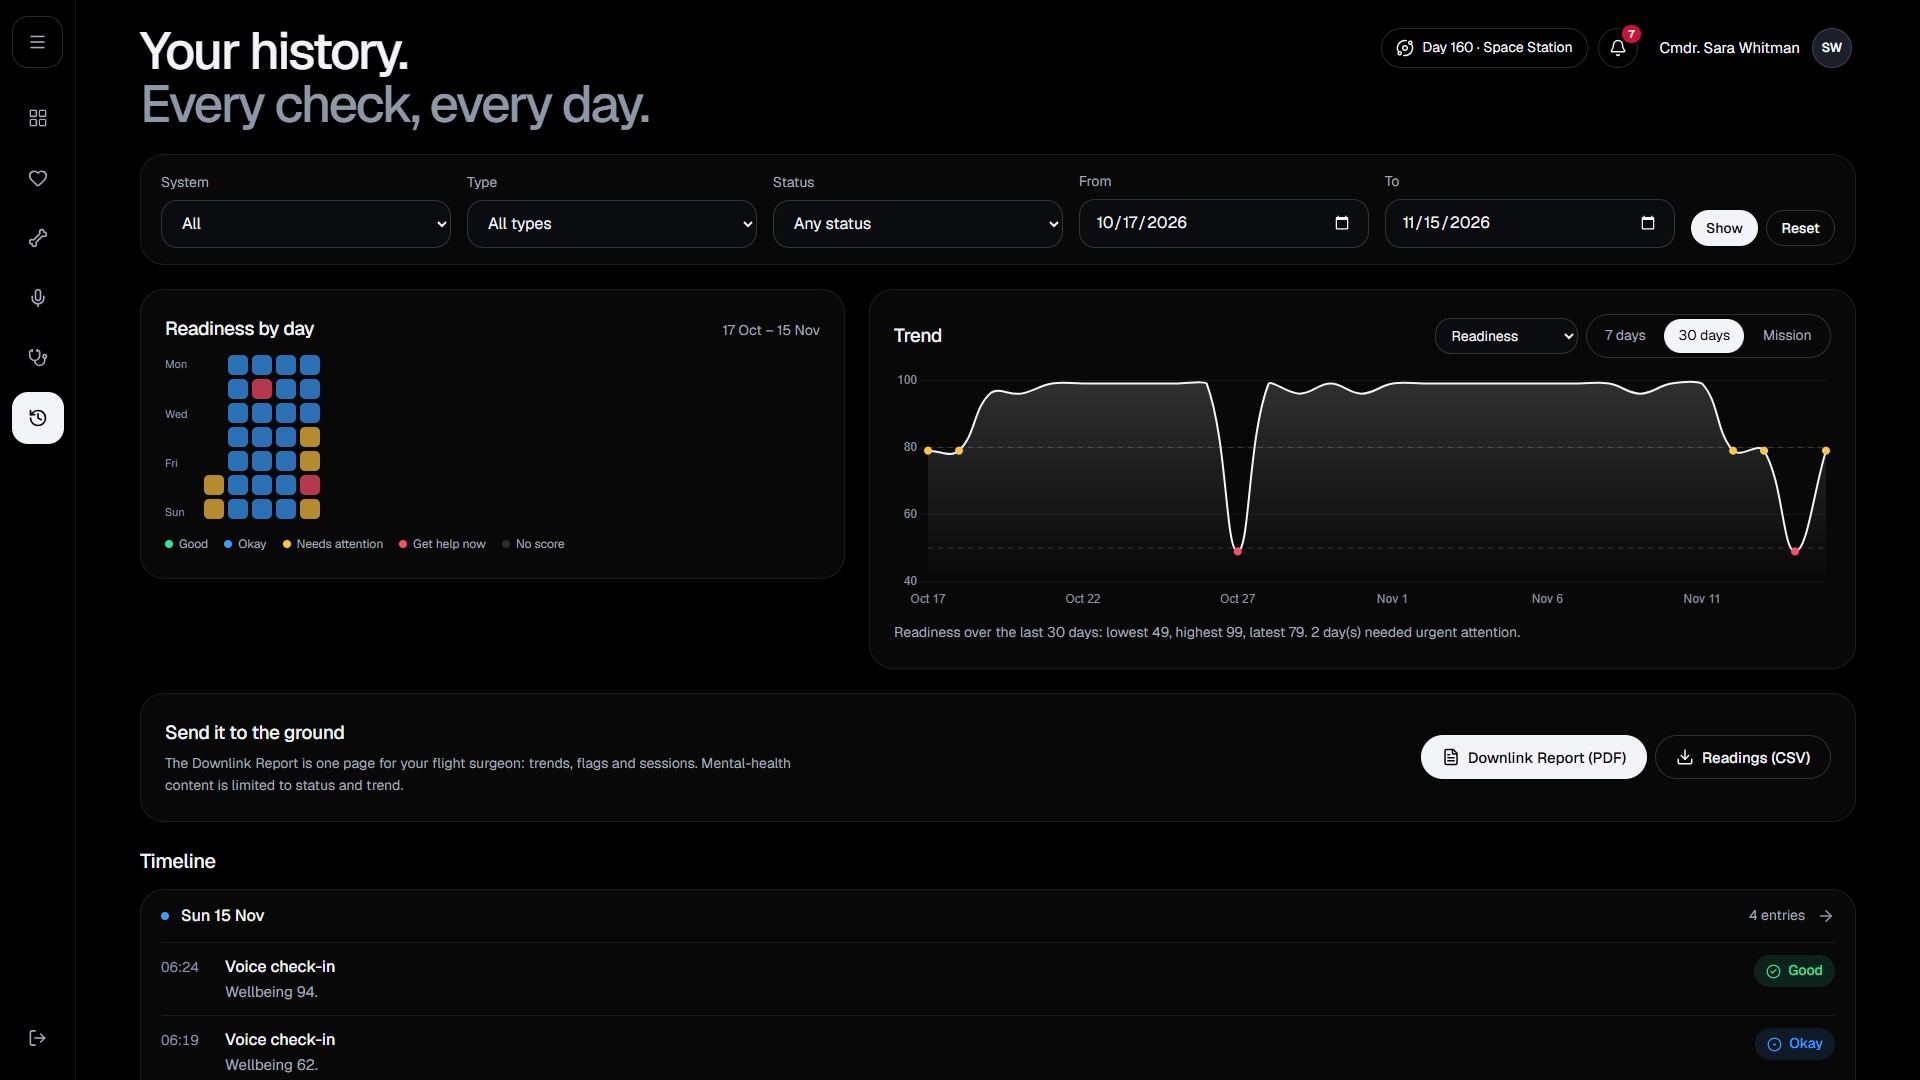 Your history.
Every check, every day.
Day 160 · Space Station
7
Cmdr. Sara Whitman
SW
System
Type
Status
From
To
All
All types
Any status
10/17/2026
11/15/2026
Show
Reset
Readiness by day
17 Oct – 15 Nov
Mon
Wed
Fri
Sun
Good
Okay
Needs attention
Get help now
No score
Trend
Readiness
7 days
30 days
Mission
100
80
60
40
Oct 17
Oct 22
Oct 27
Nov 1
Nov 6
Nov 11
Readiness over the last 30 days: lowest 49, highest 99, latest 79. 2 day(s) needed urgent attention.
Send it to the ground
The Downlink Report is one page for your flight surgeon: trends, flags and sessions. Mental-health
content is limited to status and trend.
Downlink Report (PDF)
Readings (CSV)
Timeline
Sun 15 Nov
4 entries
06:24
Voice check-in
Wellbeing 94.
Good
06:19
Voice check-in
Wellbeing 62.
Okay